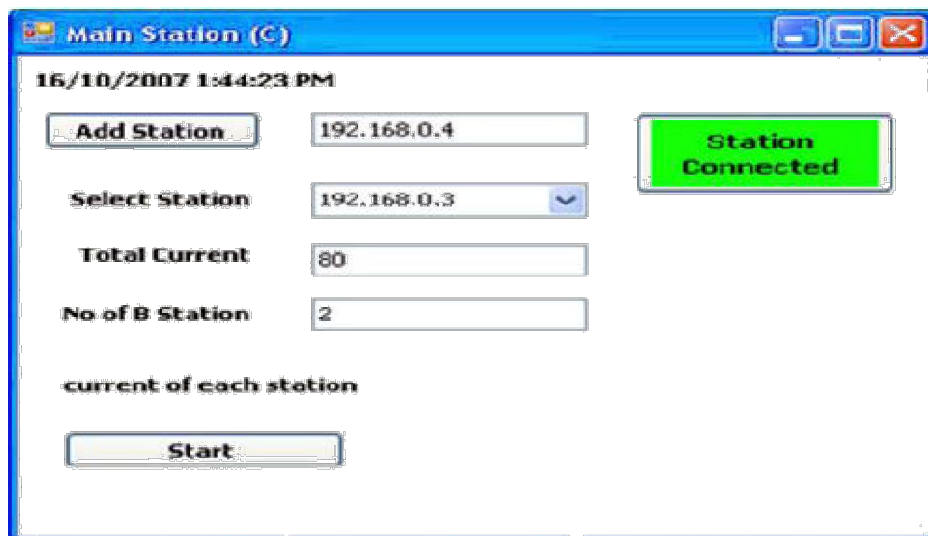 Main Station (C)
16/10/2007 1:44:23 PM
Add Station
192.168.0.4
Station
Connected
Select Station
192.168.0.3
Total Current
80
No of B Station
2
current of each station
Start